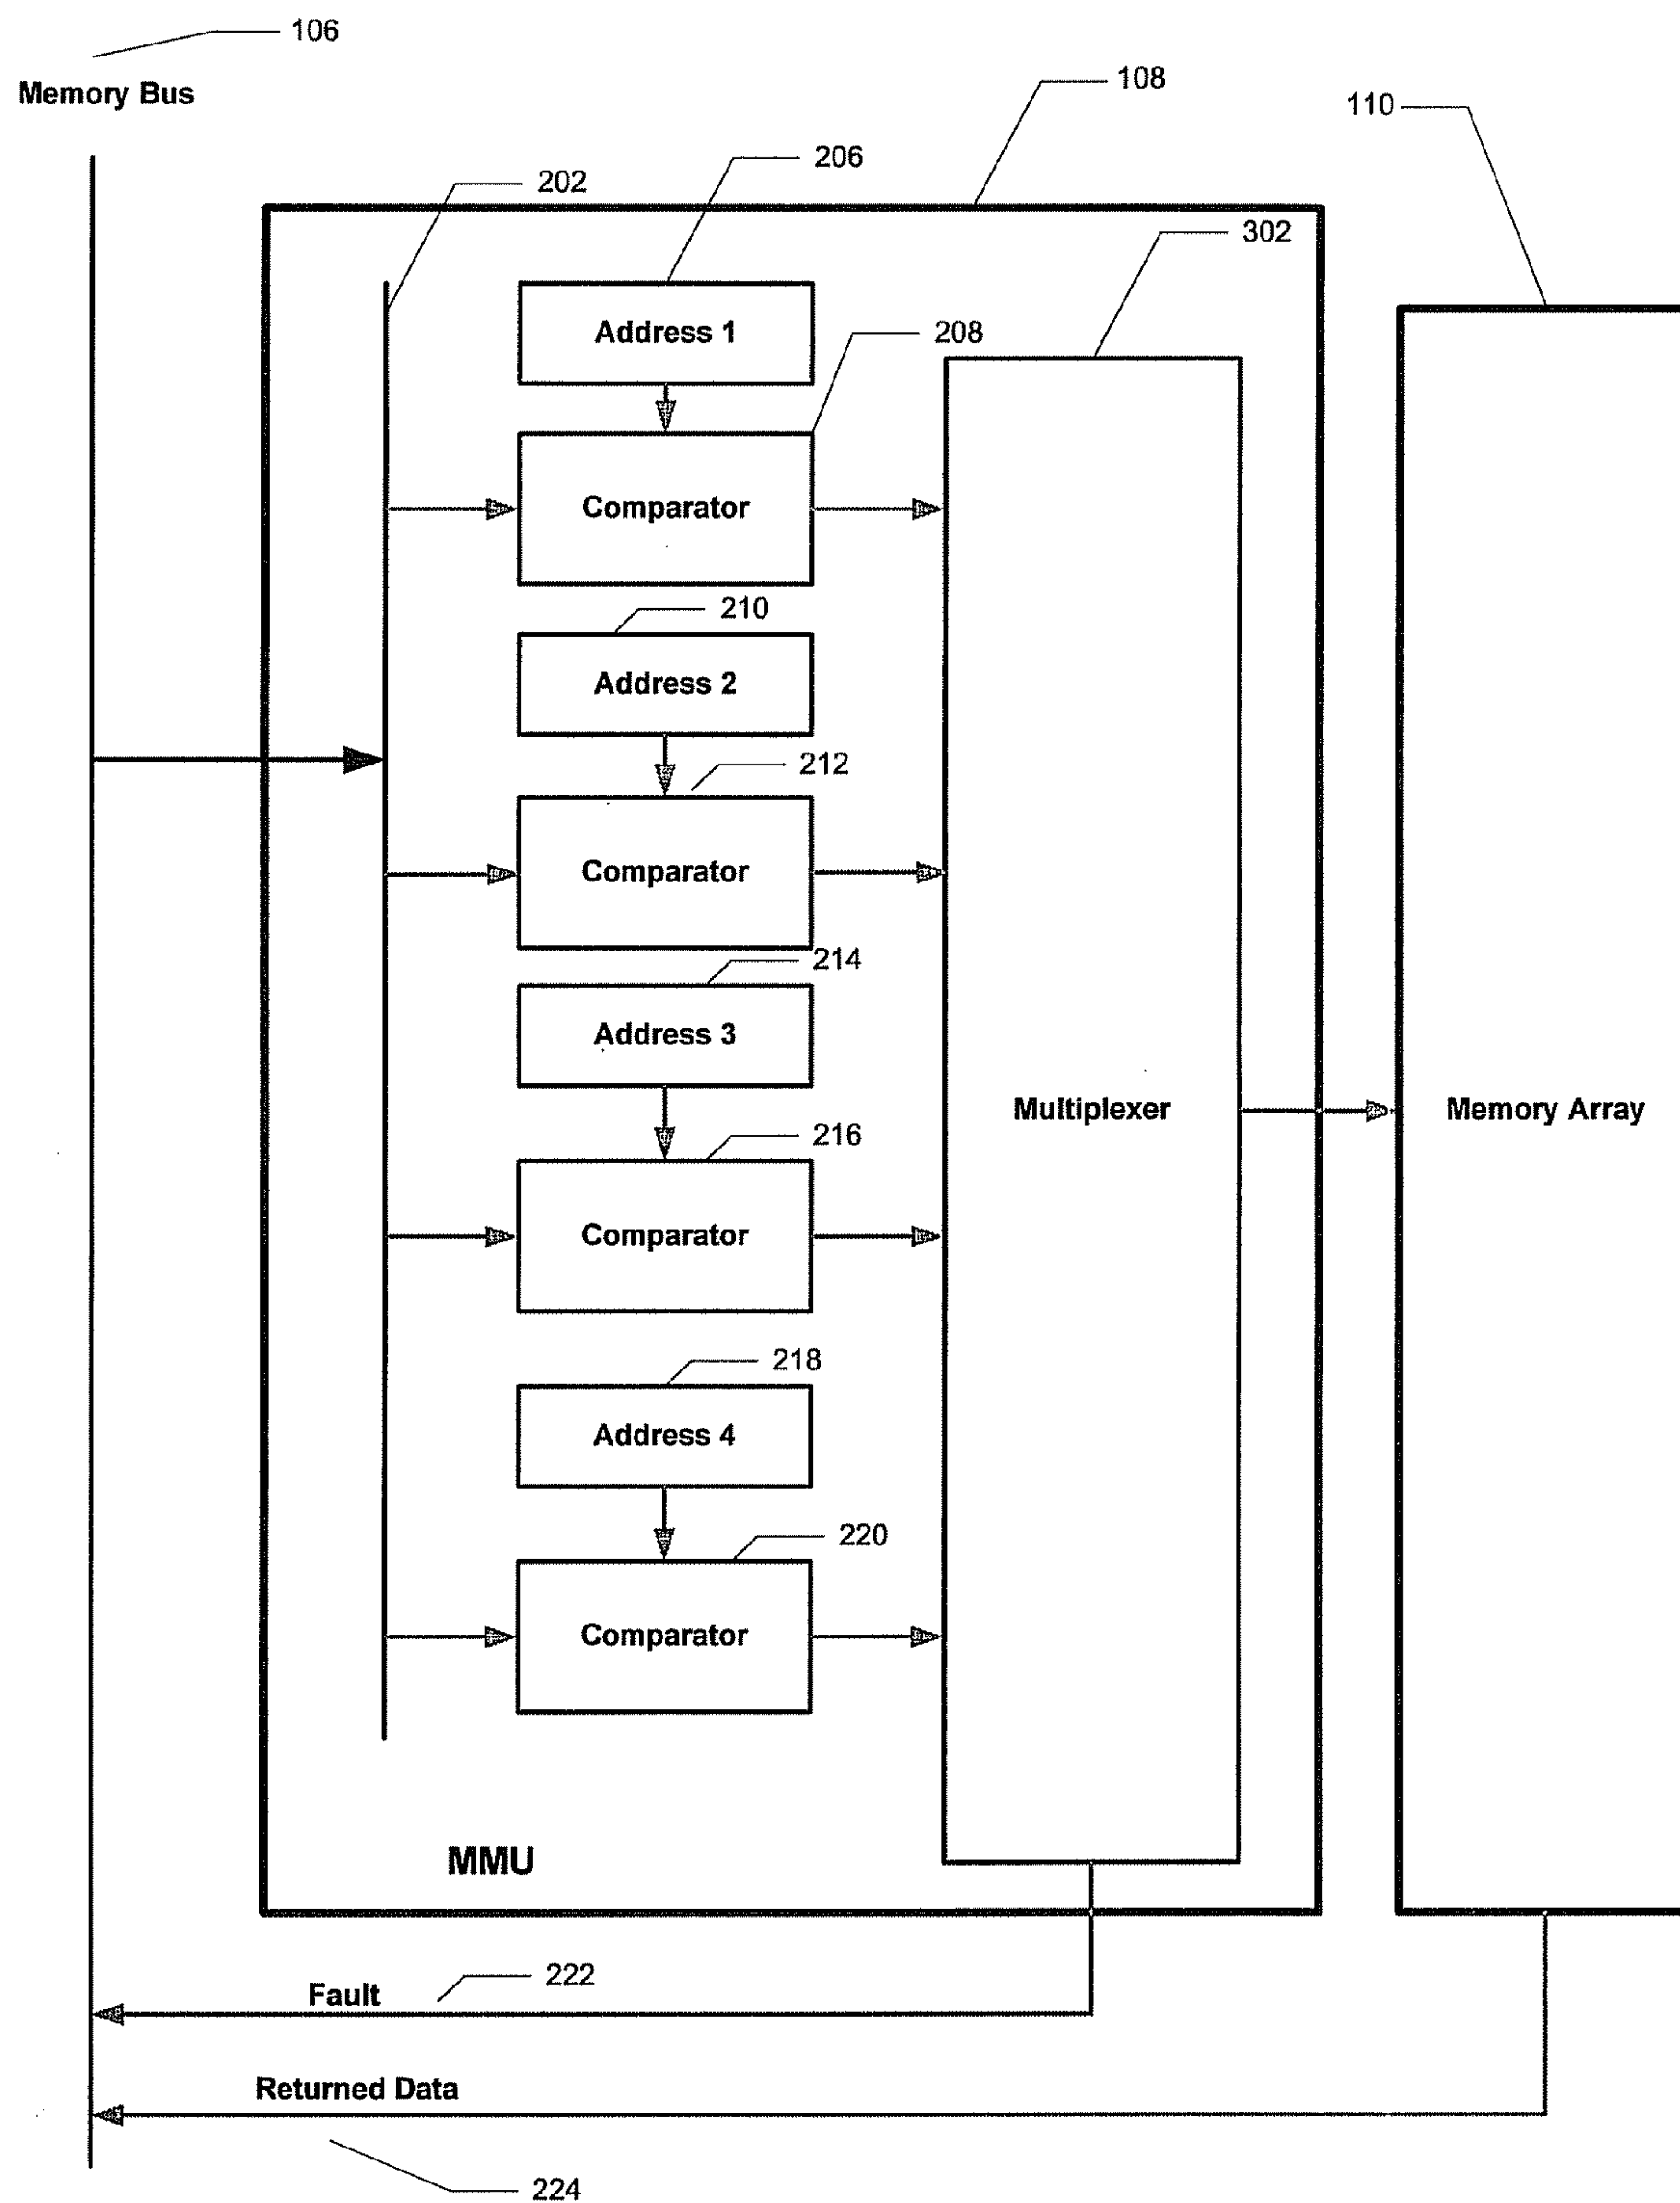 106
Memory Bus
108
110
206
202
302
Address 1
208
Comparator
210
Address 2
212
Comparator
214
Address 3
Multiplexer
Memory Array
216
Comparator
218
Address 4
220
Comparator
MMU
Fault
222
Returned Data
224